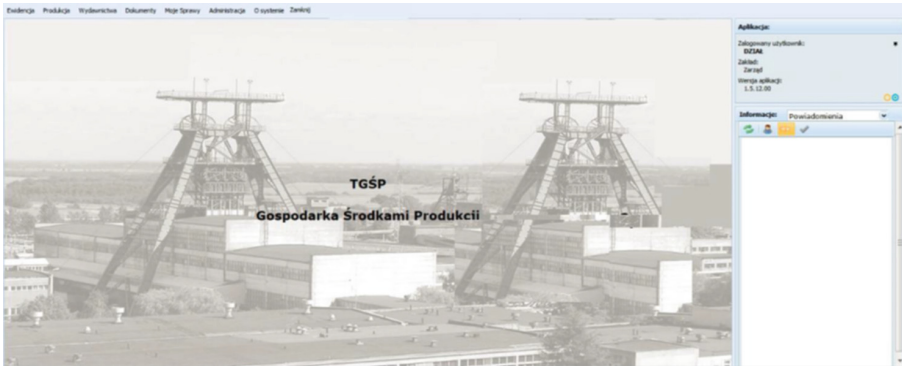 Ewidencja Produkcja Wydawnictwa Dokumenty Moje Sprawy Administracja O systemie Zamknij
TGŚP
Gospodarka Środkami Produkcji
Aplikacja:
Zalogowany użytkownik:
DZIAŁ
Zakład:
Zarząd
Wersja aplikacji:
1.5.12.00
Informacje: Powiadomienia